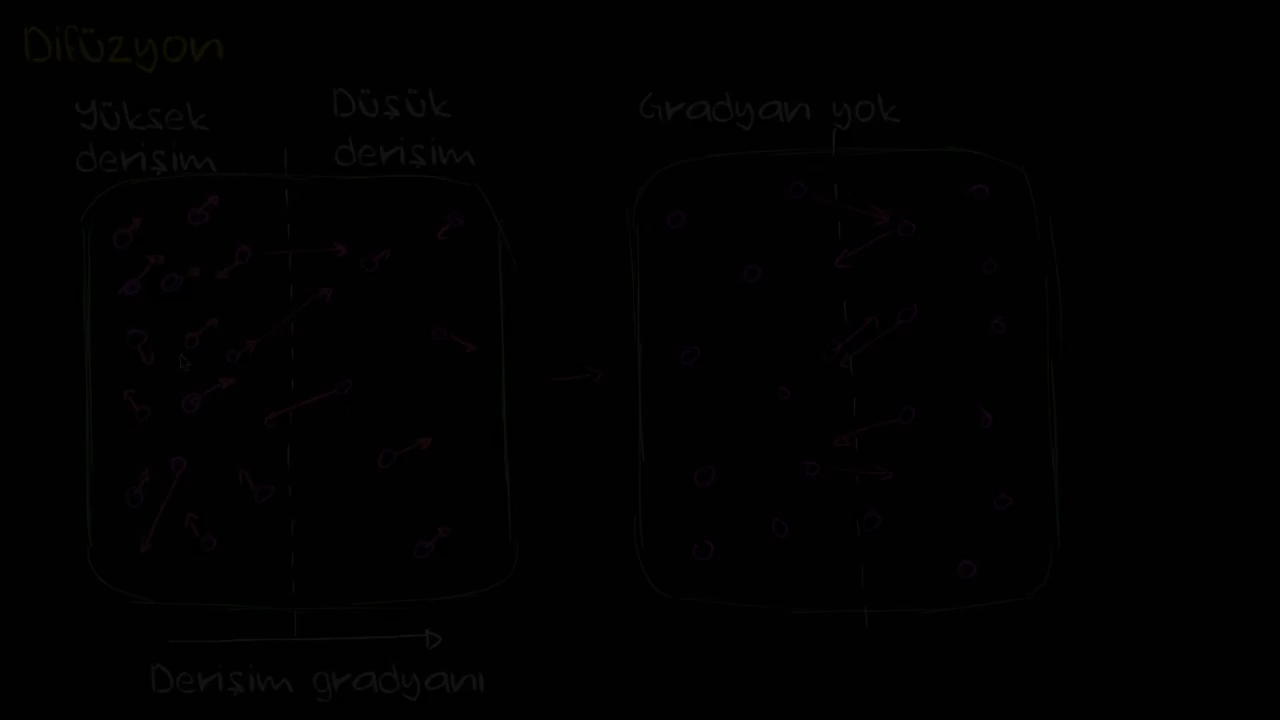 Difüzyon
Yüksek
derişim
Düşük
derişim
Gradyan yok
Derişim gradyanı